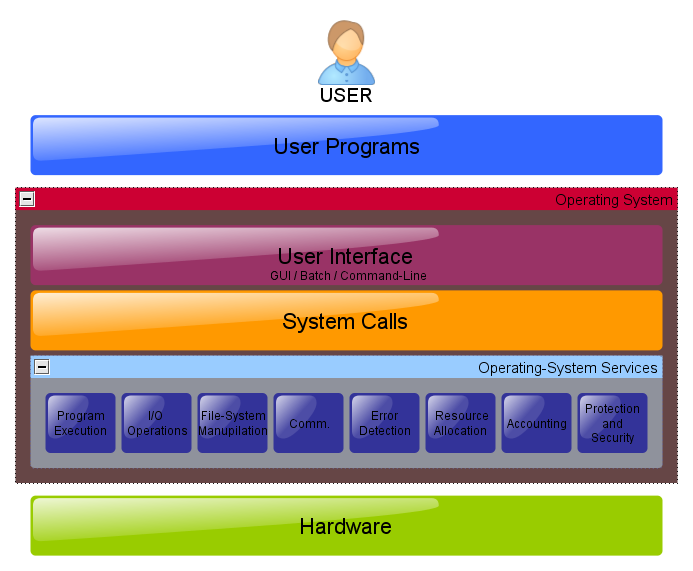 USER
User Programs
Operating System
User Interface
GUI / Batch / Command-Line
System Calls
Operating-System Services
Program
Execution
I/O
Operations
File-System
Manupilation
Comm.
Error
Detection
Resource
Allocation
Accounting
Protection
and
Security
Hardware